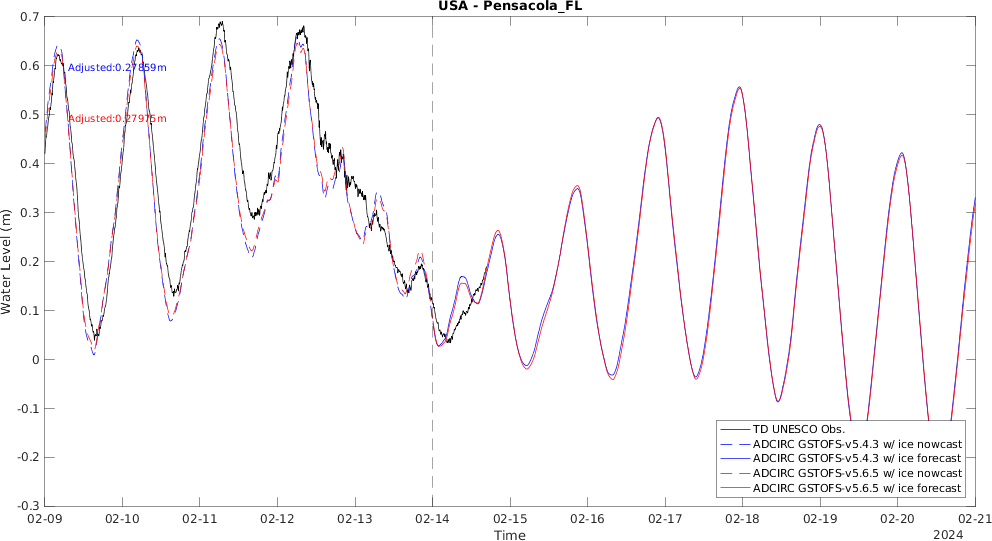 USA - Pensacola_FL
0.7
0.6
0.5
0.4
0.3
0.2
0.1
0
-0.1
-0.2
-0.3
Water Level (m)
Adjusted:0.27859m
Adjusted:0.27975m
TD UNESCO Obs.
ADCIRC GSTOFS-v5.4.3 w/ ice nowcast
ADCIRC GSTOFS-v5.4.3 w/ ice forecast
ADCIRC GSTOFS-v5.6.5 w/ ice nowcast
ADCIRC GSTOFS-v5.6.5 w/ ice forecast
02-09 02-10 02-11 02-12 02-13 02-14 02-15 02-16 02-17 02-18 02-19 02-20 02-21
Time
2024